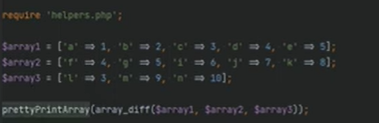 require 'helpers.php';
$array1 = ['a' => 1, 'b' => 2, 'c' => 3, 'd' => 4, 'e' => 5];
$array2 = ['f' => 4, 'g' => 5, 'i' => 6, 'j' => 7, 'k' => 8];
$array3 = ['l' => 3, 'm' => 9, 'n' => 10];
prettyPrintArray(array_diff($array1, $array2, $array3));